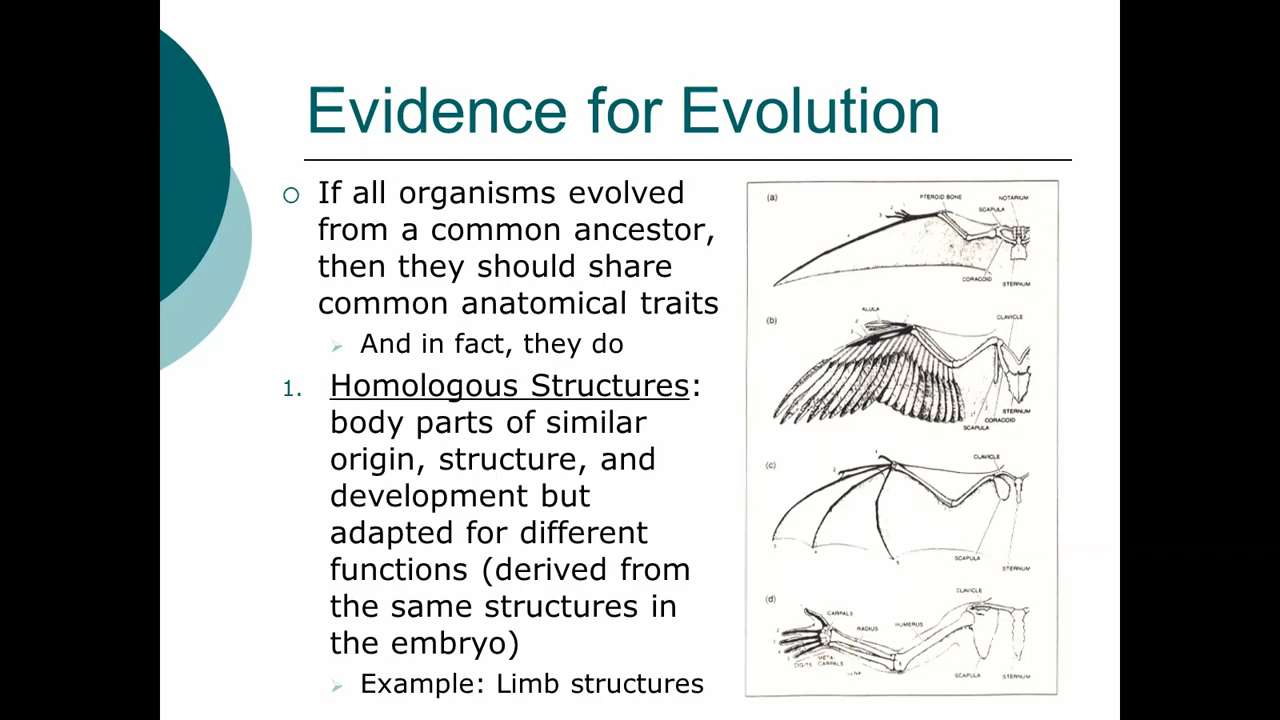 Evidence for Evolution
If all organisms evolved
from a common ancestor,
then they should share
common anatomical traits
And in fact, they do
1. Homologous Structures:
body parts of similar
origin, structure, and
development but
adapted for different
functions (derived from
the same structures in
the embryo)
Example: Limb structures
(a)
PTEROID BONE
NOTARIUM
SCAPULA
CORACOID
STERNUM
(b)
ALULA
CLAVICLE
STERNUM
CORACOID
SCAPULA
(c)
CLAVICLE
SCAPULA
STERNUM
(d)
CLAVICLE
CARPALS
RADIUS
HUMERUS
META
CARPALS
DIGITS
ULNA
SCAPULA
STERNUM